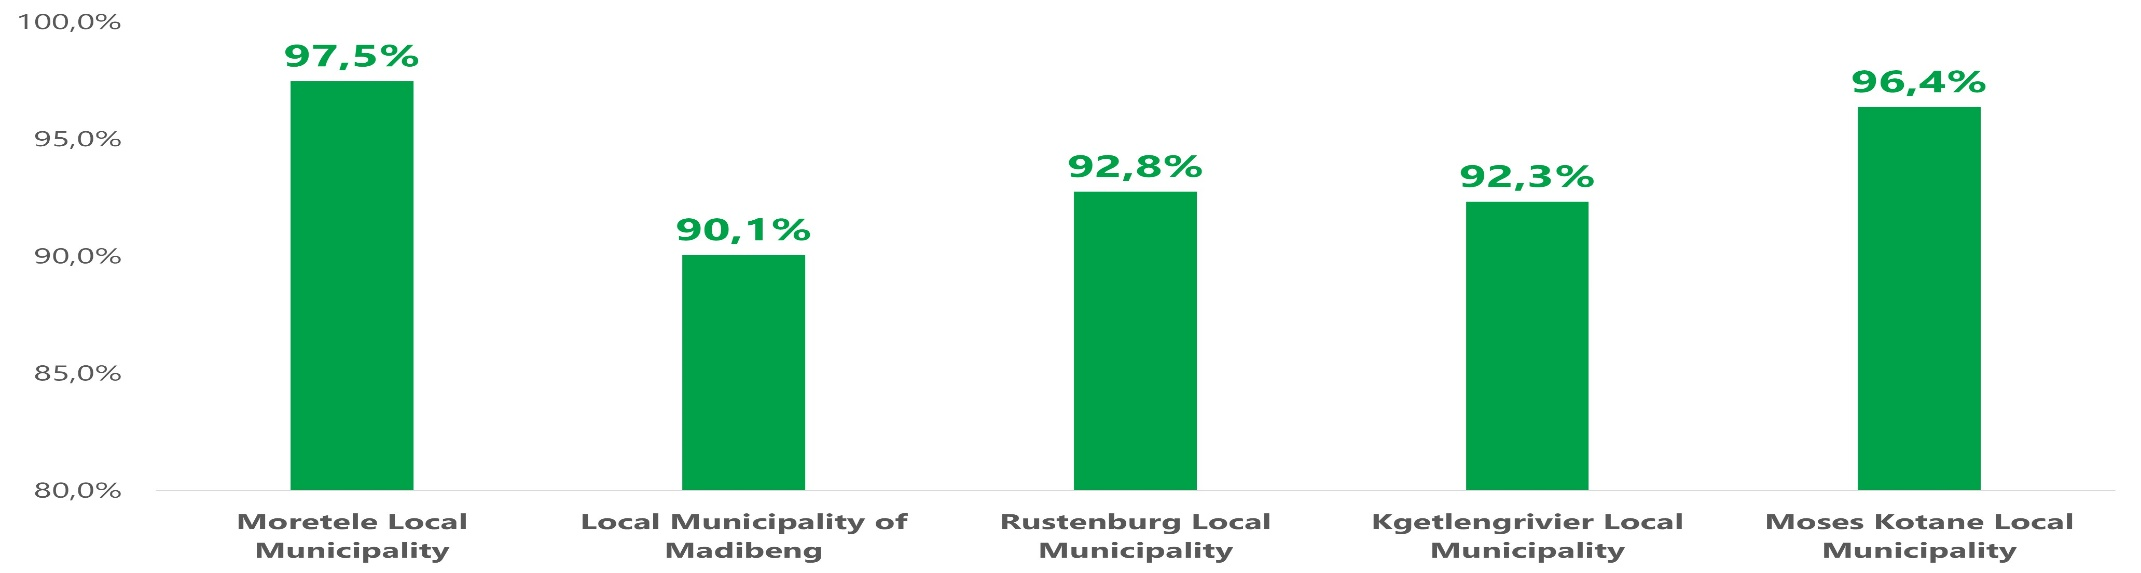 100,0%
95,0%
90,0%
85,0%
80,0%
97,5%
90,1%
92,8%
92,3%
96,4%
Moretele Local
Municipality
Local Municipality of
Madibeng
Rustenburg Local
Municipality
Kgetlengrivier Local
Municipality
Moses Kotane Local
Municipality